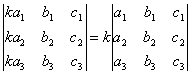 |ka₁ b₁ c₁| |a₁ b₁ c₁|
|ka₂ b₂ c₂| = k |a₂ b₂ c₂|
|ka₃ b₃ c₃| |a₃ b₃ c₃|